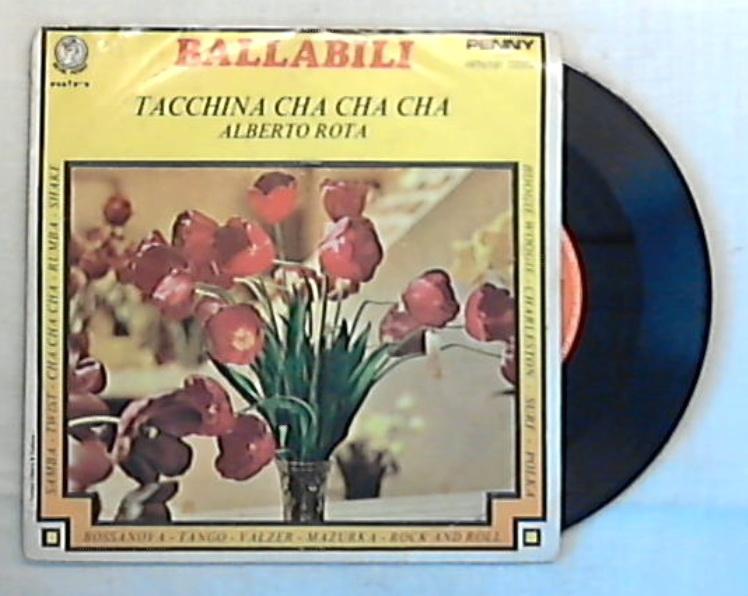 BALLABILI
PENNY
TACCHINA CHA CHA CHA
ALBERTO ROTA
SAMBA - TWIST - CHA CHA CHA - RUMBA - SHAKE
BOOGIE WOOGIE - CHARLESTON - SURF - POLKA
BOSSANOVA - TANGO - VALZER - MAZURKA - ROCK AND ROLL